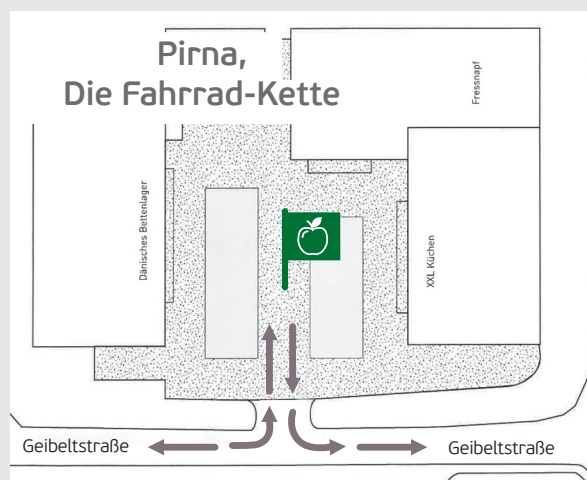 Pirna,
Die Fahrrad-Kette
Fressnapf
Dänisches Bettenlager
XXL Küchen
Geibeltstraße
Geibeltstraße